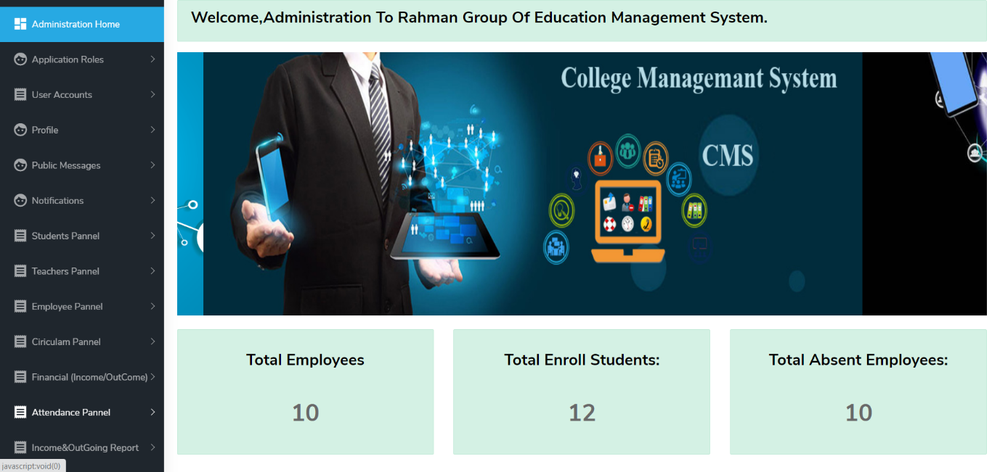 Administration Home
Application Roles
User Accounts
Profile
Public Messages
Notifications
Students Pannel
Teachers Pannel
Employee Pannel
Ciriculam Pannel
Financial (Income/OutCome)
Attendance Pannel
Income&OutGoing Report
javascript:void(0)
Welcome,Administration To Rahman Group Of Education Management System.
College Managemant System
CMS
Total Employees
10
Total Enroll Students:
12
Total Absent Employees:
10